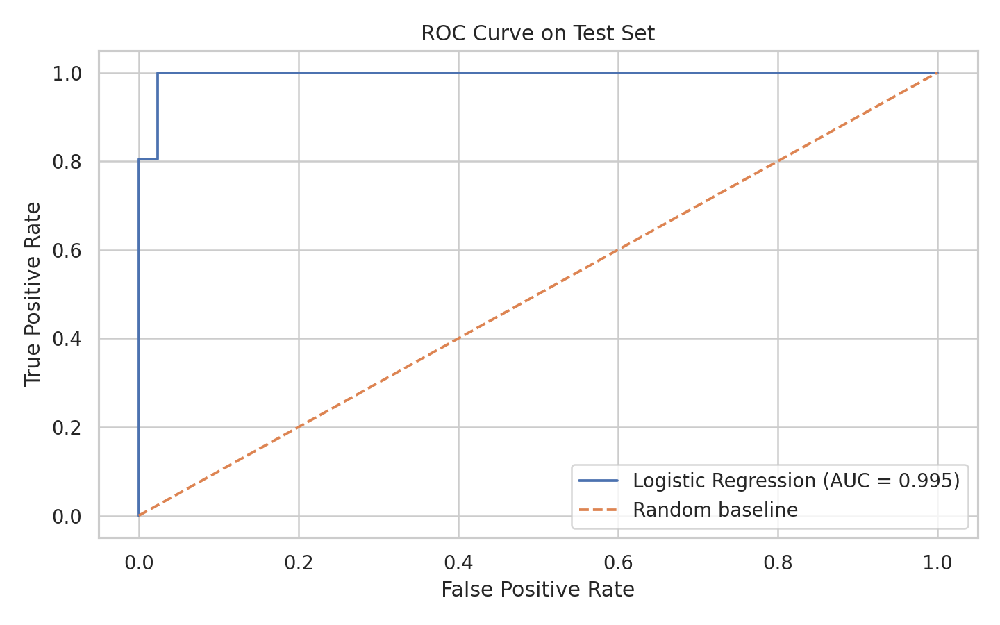 ROC Curve on Test Set
True Positive Rate
1.0
0.8
0.6
0.4
0.2
0.0
Logistic Regression (AUC = 0.995)
Random baseline
0.0 0.2 0.4 0.6 0.8 1.0
False Positive Rate